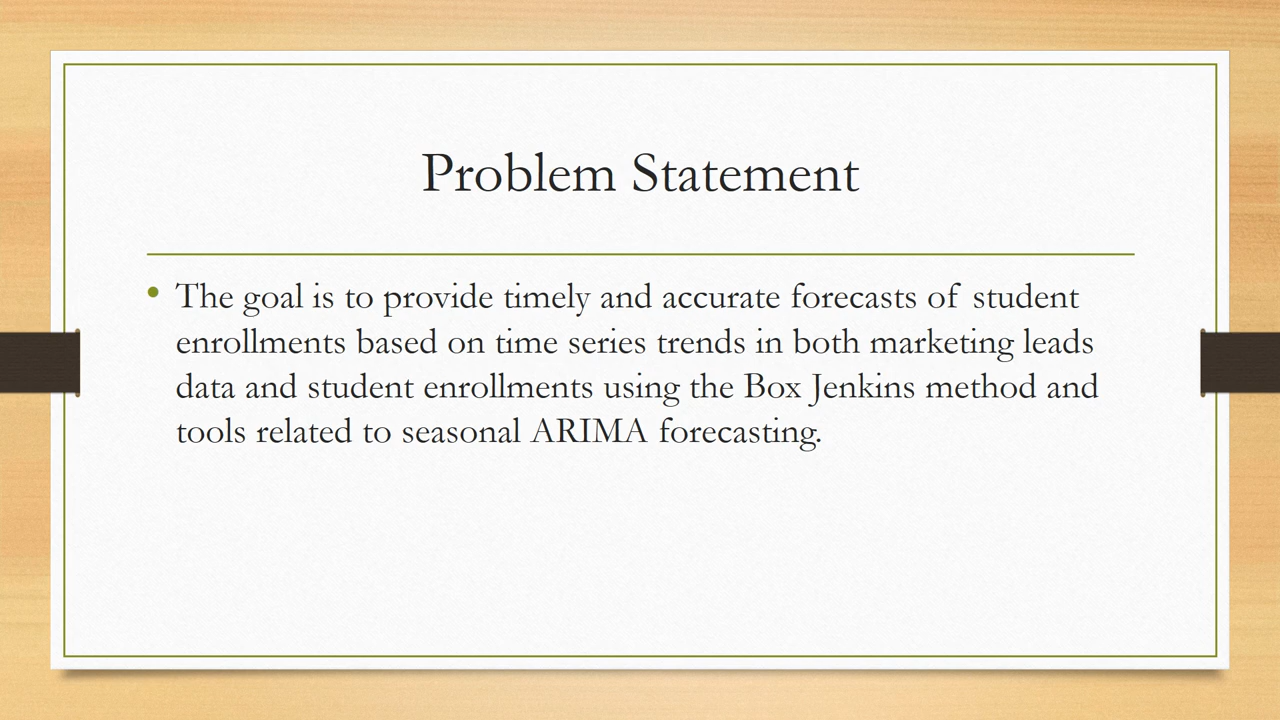 Problem Statement
• The goal is to provide timely and accurate forecasts of student
enrollments based on time series trends in both marketing leads
data and student enrollments using the Box Jenkins method and
tools related to seasonal ARIMA forecasting.